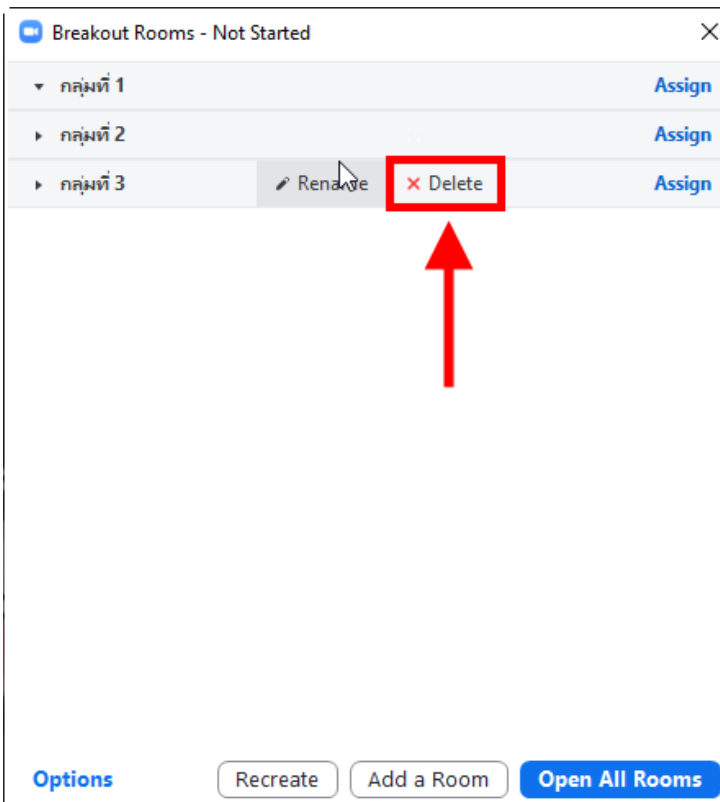 Breakout Rooms - Not Started
กลุ่มที่ 1 Assign
กลุ่มที่ 2 Assign
กลุ่มที่ 3 Rename Delete Assign
Options Recreate Add a Room Open All Rooms